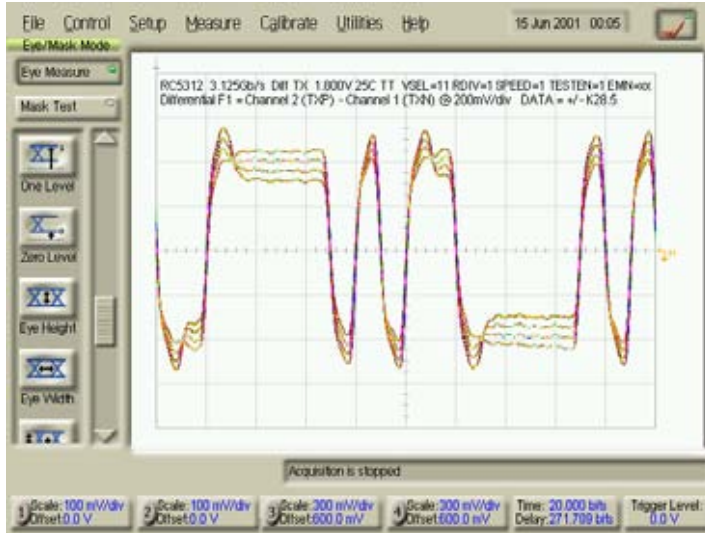 File Control Setup Measure Calibrate Utilities Help 15 Jun 2001 00:05
Eye/Mask Mode
Eye Measure
Mask Test
One Level
Zero Level
Eye Height
Eye Width
RC5312 3.125Gb/s Diff TX 1.800V 25C TT VSEL=11 RDIV=1 SPEED=1 TESTEN=1 EMN=xx
Differential F1 = Channel 2 (TXP) - Channel 1 (TXN) @ 200mV/div DATA = +/- K28.5
Acquisition is stopped
1 Scale: 100 mV/div
Offset: 0.0 V
2 Scale: 100 mV/div
Offset: 0.0 V
3 Scale: 300 mV/div
Offset: 600.0 mV
4 Scale: 300 mV/div
Offset: 600.0 mV
Time: 20.000 bits
Delay: 271.709 bits
Trigger Level:
0.0 V